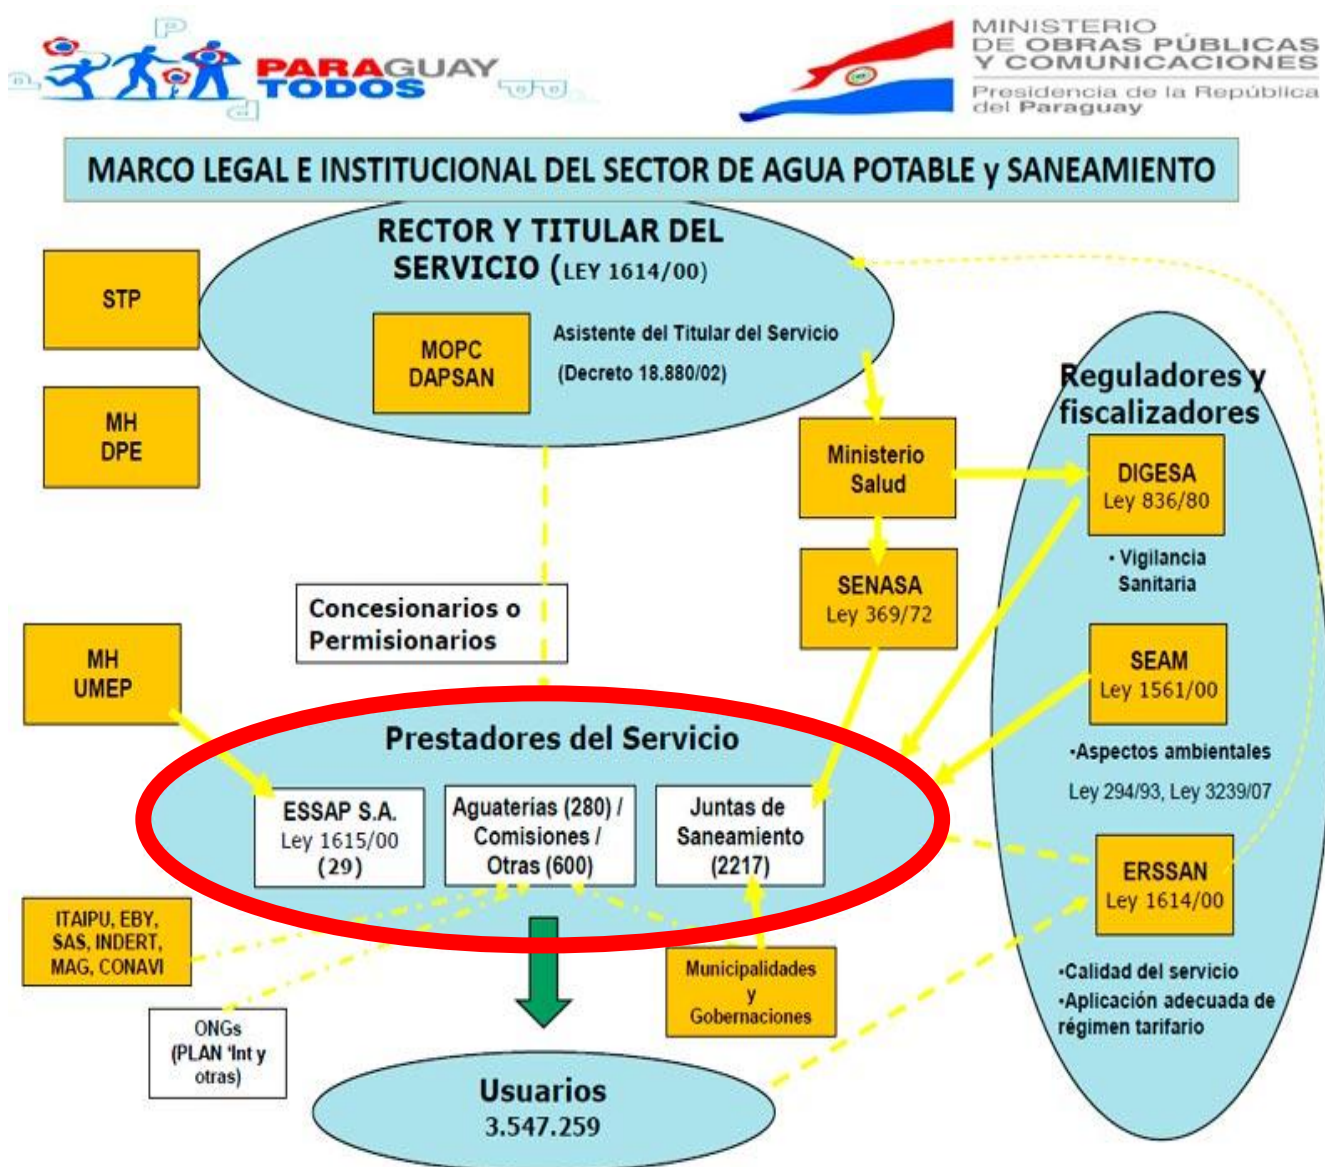 PARAGUAY
TODOS
MINISTERIO
DE OBRAS PÚBLICAS
Y COMUNICACIONES
Presidencia de la República
del Paraguay
MARCO LEGAL E INSTITUCIONAL DEL SECTOR DE AGUA POTABLE y SANEAMIENTO
RECTOR Y TITULAR DEL
SERVICIO (LEY 1614/00)
STP
MOPC
DAPSAN
Asistente del Titular del Servicio
(Decreto 18.880/02)
MH
DPE
Ministerio
Salud
Reguladores y
fiscalizadores
DIGESA
Ley 836/80
• Vigilancia
Sanitaria
SENASA
Ley 369/72
Concesionarios o
Permisionarios
MH
UMEP
SEAM
Ley 1561/00
•Aspectos ambientales
Ley 294/93, Ley 3239/07
Prestadores del Servicio
ESSAP S.A.
Ley 1615/00
(29)
Aguaterías (280) /
Comisiones /
Otras (600)
Juntas de
Saneamiento
(2217)
ERSSAN
Ley 1614/00
•Calidad del servicio
•Aplicación adecuada de
régimen tarifario
ITAIPU, EBY,
SAS, INDERT,
MAG, CONAVI
Municipalidades
y
Gobernaciones
ONGs
(PLAN 'Int y
otras)
Usuarios
3.547.259